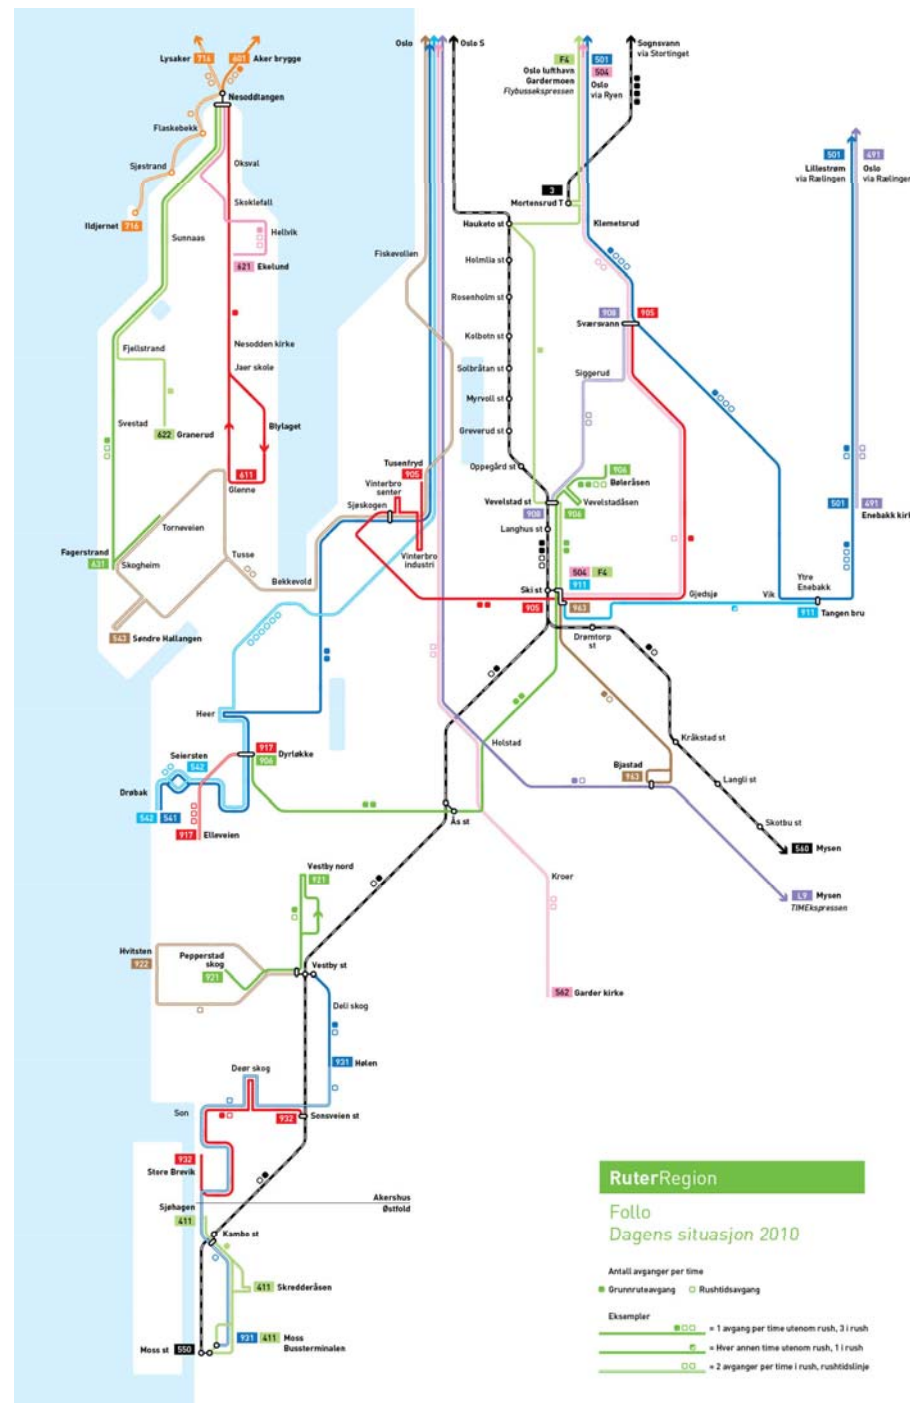 Oslo
Oslo S
Sognsvann
via Stortinget
Lysaker 716
601 Aker brygge
F4
501
504
Oslo lufthavn
Gardermoen
Flybussekspressen
Oslo
via Ryen
Nesoddtangen
Flaskebekk
501
491
Lillestrøm
via Rælingen
Oslo
via Rælingen
Sjøstrand
Oksval
3
Mortensrud T
Skoklefall
Ildjernet 716
Hellvik
Hauketo st
Klemetsrud
Sunnaas
Fiskevollen
Holmlia st
621 Ekelund
Rosenholm st
908
905
Sværsvann
Kolbotn st
Nesodden kirke
Fjellstrand
Jaer skole
Solbråtan st
Siggerud
Myrvoll st
Svestad
Blylaget
622 Granerud
Greverud st
Tusenfryd
905
Oppegård st
906
Bøleråsen
611
Glenne
Vinterbro
senter
Sjøskogen
Vevelstad st
908
Vevelstadåsen
906
501
491
Enebakk kirk
Torneveien
Langhus st
Fagerstrand
631
Skogheim
Tusse
Vinterbro
industri
Bekkevold
504 F4
911
Ytre
Enebakk
Ski st
905
963
Gjedsjø
Vik
911 Tangen bru
543 Søndre Hallangen
Drømtorp
st
Heer
Holstad
Kråkstad st
917
906
Dyrløkke
Seiersten
542
Bjastad
963
Langli st
Drøbak
542 541
917
Elleveien
Ås st
Skotbu st
560 Mysen
Vestby nord
921
Kroer
L9 Mysen
TIMEkspressen
Hvitsten
922
Pepperstad
skog
921
Vestby st
Deli skog
562 Garder kirke
931 Hølen
Deør skog
Son
932
Sonsveien st
932
Store Brevik
RuterRegion
Akershus
Østfold
Sjøhagen
411
Follo
Dagens situasjon 2010
Kambo st
Antall avganger per time
Grunnruteavgang
Rushtidsavgang
411 Skredderåsen
Eksempler
= 1 avgang per time utenom rush, 3 i rush
Moss st 550
931 411 Moss
Bussterminalen
= Hver annen time utenom rush, 1 i rush
= 2 avganger per time i rush, rushtidslinje